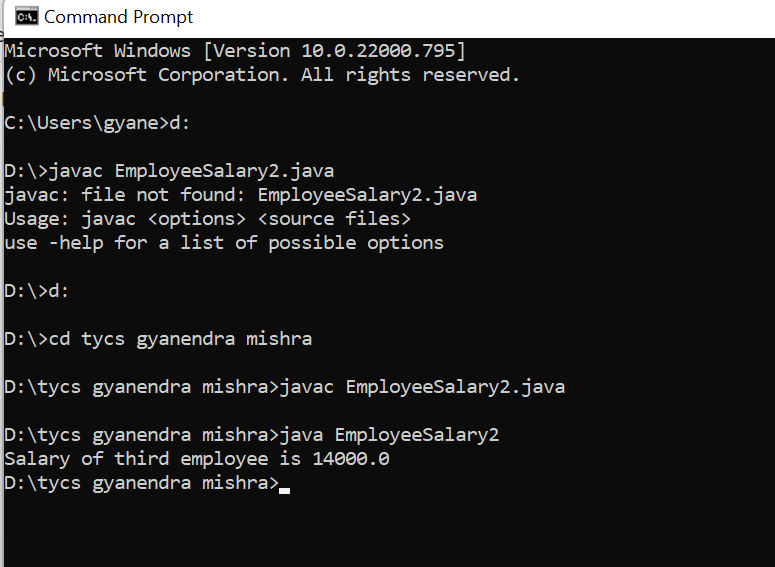 Command Prompt
Microsoft Windows [Version 10.0.22000.795]
(c) Microsoft Corporation. All rights reserved.
C:\Users\gyane>d:
D:\>javac EmployeeSalary2.java
javac: file not found: EmployeeSalary2.java
Usage: javac <options> <source files>
use -help for a list of possible options
D:\>d:
D:\>cd tycs gyanendra mishra
D:\tycs gyanendra mishra>javac EmployeeSalary2.java
D:\tycs gyanendra mishra>java EmployeeSalary2
Salary of third employee is 14000.0
D:\tycs gyanendra mishra>